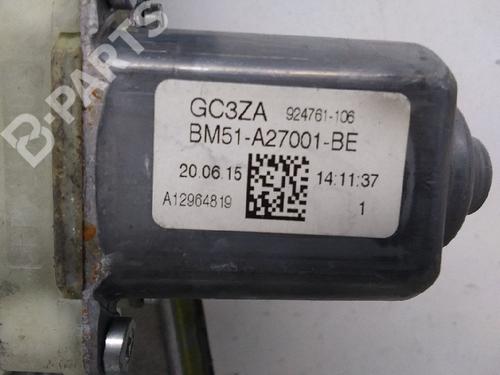 B-PARTS
GC3ZA 924761-106
BM51-A27001-BE
20.06.15 14:11:37
A12964819 1